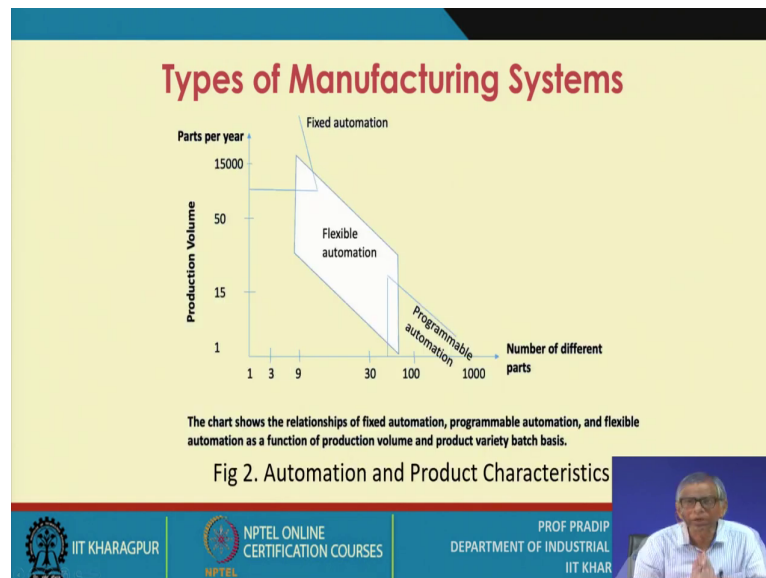 Types of Manufacturing Systems
Fixed automation
Parts per year
15000
50
15
1
Production Volume
Flexible
automation
Programmable
automation
1 3 9 30 100 1000
Number of different
parts
The chart shows the relationships of fixed automation, programmable automation, and flexible
automation as a function of production volume and product variety batch basis.
Fig 2. Automation and Product Characteristics
IIT KHARAGPUR
NPTEL
NPTEL ONLINE
CERTIFICATION COURSES
PROF PRADIP
DEPARTMENT OF INDUSTRIAL
IIT KHAR